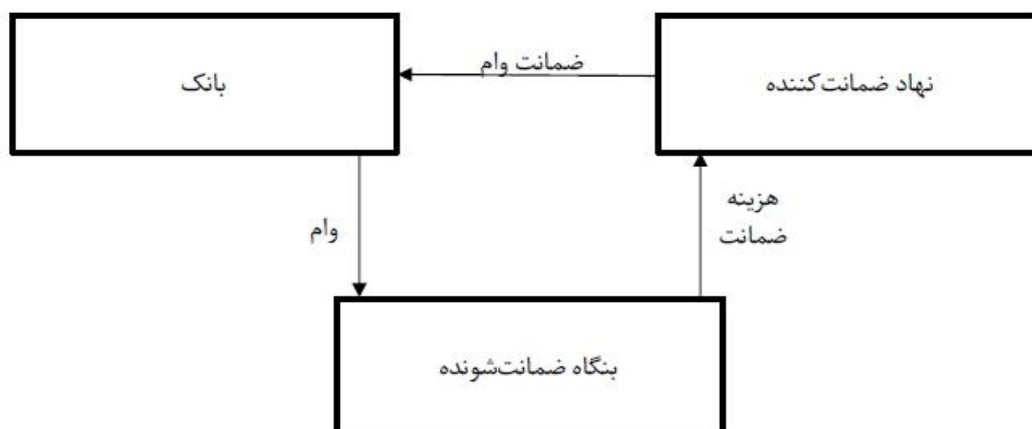 نهاد ضمانت‌کننده
ضمانت وام
بانک
هزینه
ضمانت
وام
بنگاه ضمانت‌شونده